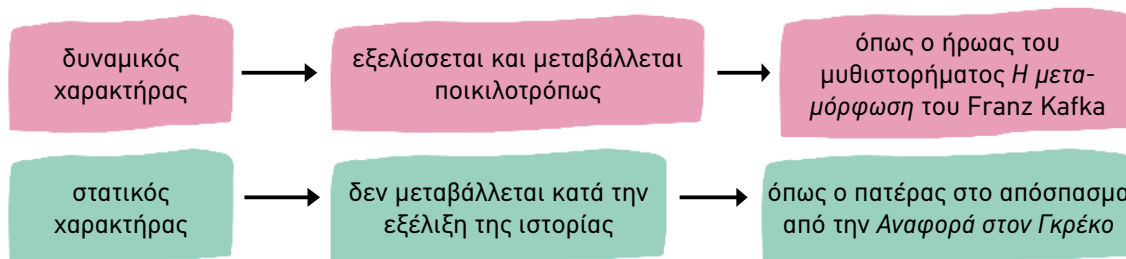 δυναμικός
χαρακτήρας
εξελίσσεται και μεταβάλλεται
ποικιλοτρόπως
όπως ο ήρωας του
μυθιστορήματος Η μετα-
μόρφωση του Franz Kafka
στατικός
χαρακτήρας
δεν μεταβάλλεται κατά την
εξέλιξη της ιστορίας
όπως ο πατέρας στο απόσπασμα
από την Αναφορά στον Γκρέκο